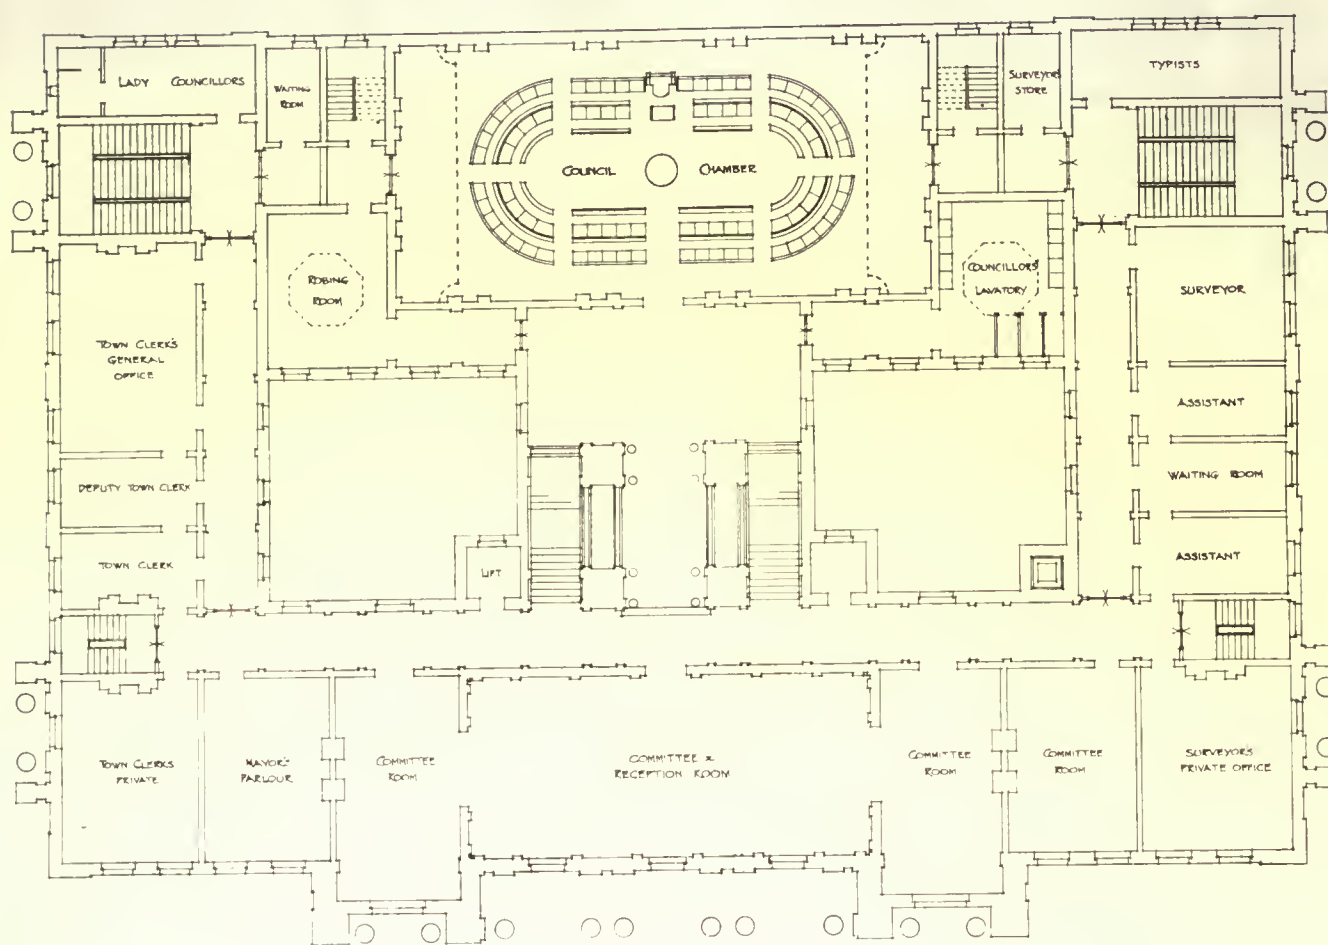 LADY COUNCILLORS
WAITING
ROOM
SURVEYOR
STORE
TYPISTS
COUNCIL
CHAMBER
ROBING
ROOM
COUNCILLORS'
LAVATORY
SURVEYOR
TOWN CLERK'S
GENERAL
OFFICE
ASSISTANT
DEPUTY TOWN CLERK
WAITING ROOM
TOWN CLERK
LIFT
ASSISTANT
TOWN CLERKS
PRIVATE
MAYOR'S
PARLOUR
COMMITTEE
ROOM
COMMITTEE &
RECEPTION ROOM
COMMITTEE
ROOM
COMMITTEE
ROOM
SURVEYOR'S
PRIVATE OFFICE